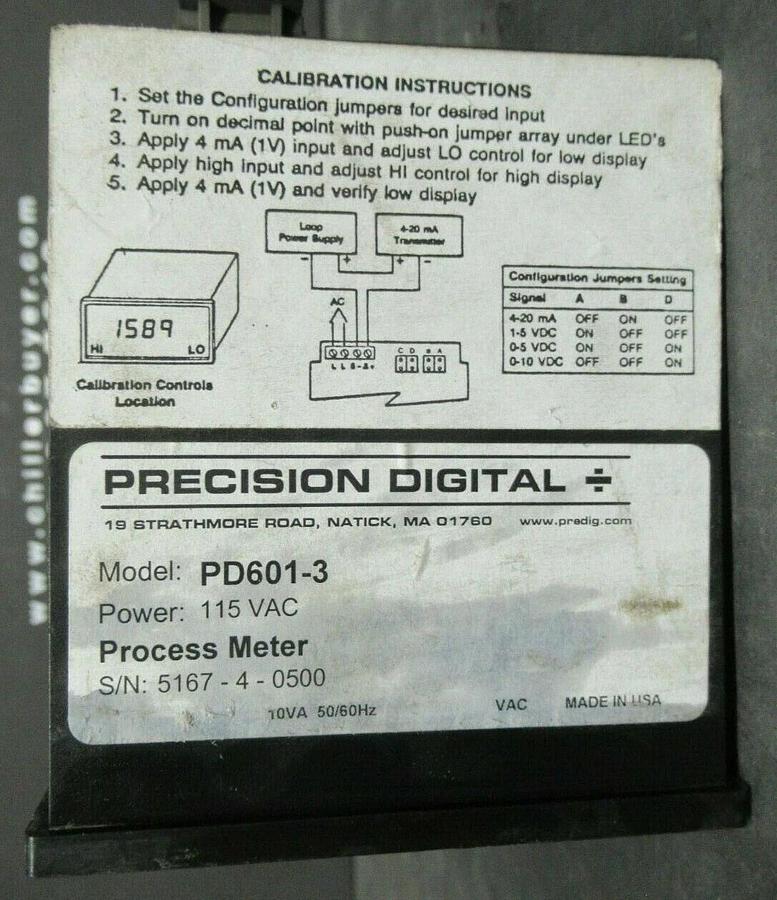 CALIBRATION INSTRUCTIONS
1. Set the Configuration jumpers for desired input
2. Turn on decimal point with push-on jumper array under LED's
3. Apply 4 mA (1V) input and adjust LO control for low display
4. Apply high input and adjust HI control for high display
5. Apply 4 mA (1V) and verify low display
Loop
Power Supply
4-20 mA
Transmitter
- + + -
AC
1589
HI LO
Calibration Controls
Location
C D B A
L L S- S+
Configuration Jumpers Setting
Signal A B D
4-20 mA OFF ON OFF
1-5 VDC ON OFF OFF
0-5 VDC ON OFF ON
0-10 VDC OFF OFF ON
PRECISION DIGITAL ÷
19 STRATHMORE ROAD, NATICK, MA 01760 www.predig.com
Model: PD601-3
Power: 115 VAC
Process Meter
S/N: 5167 - 4 - 0500
10VA 50/60Hz VAC MADE IN USA
www.chillerbuyer.com